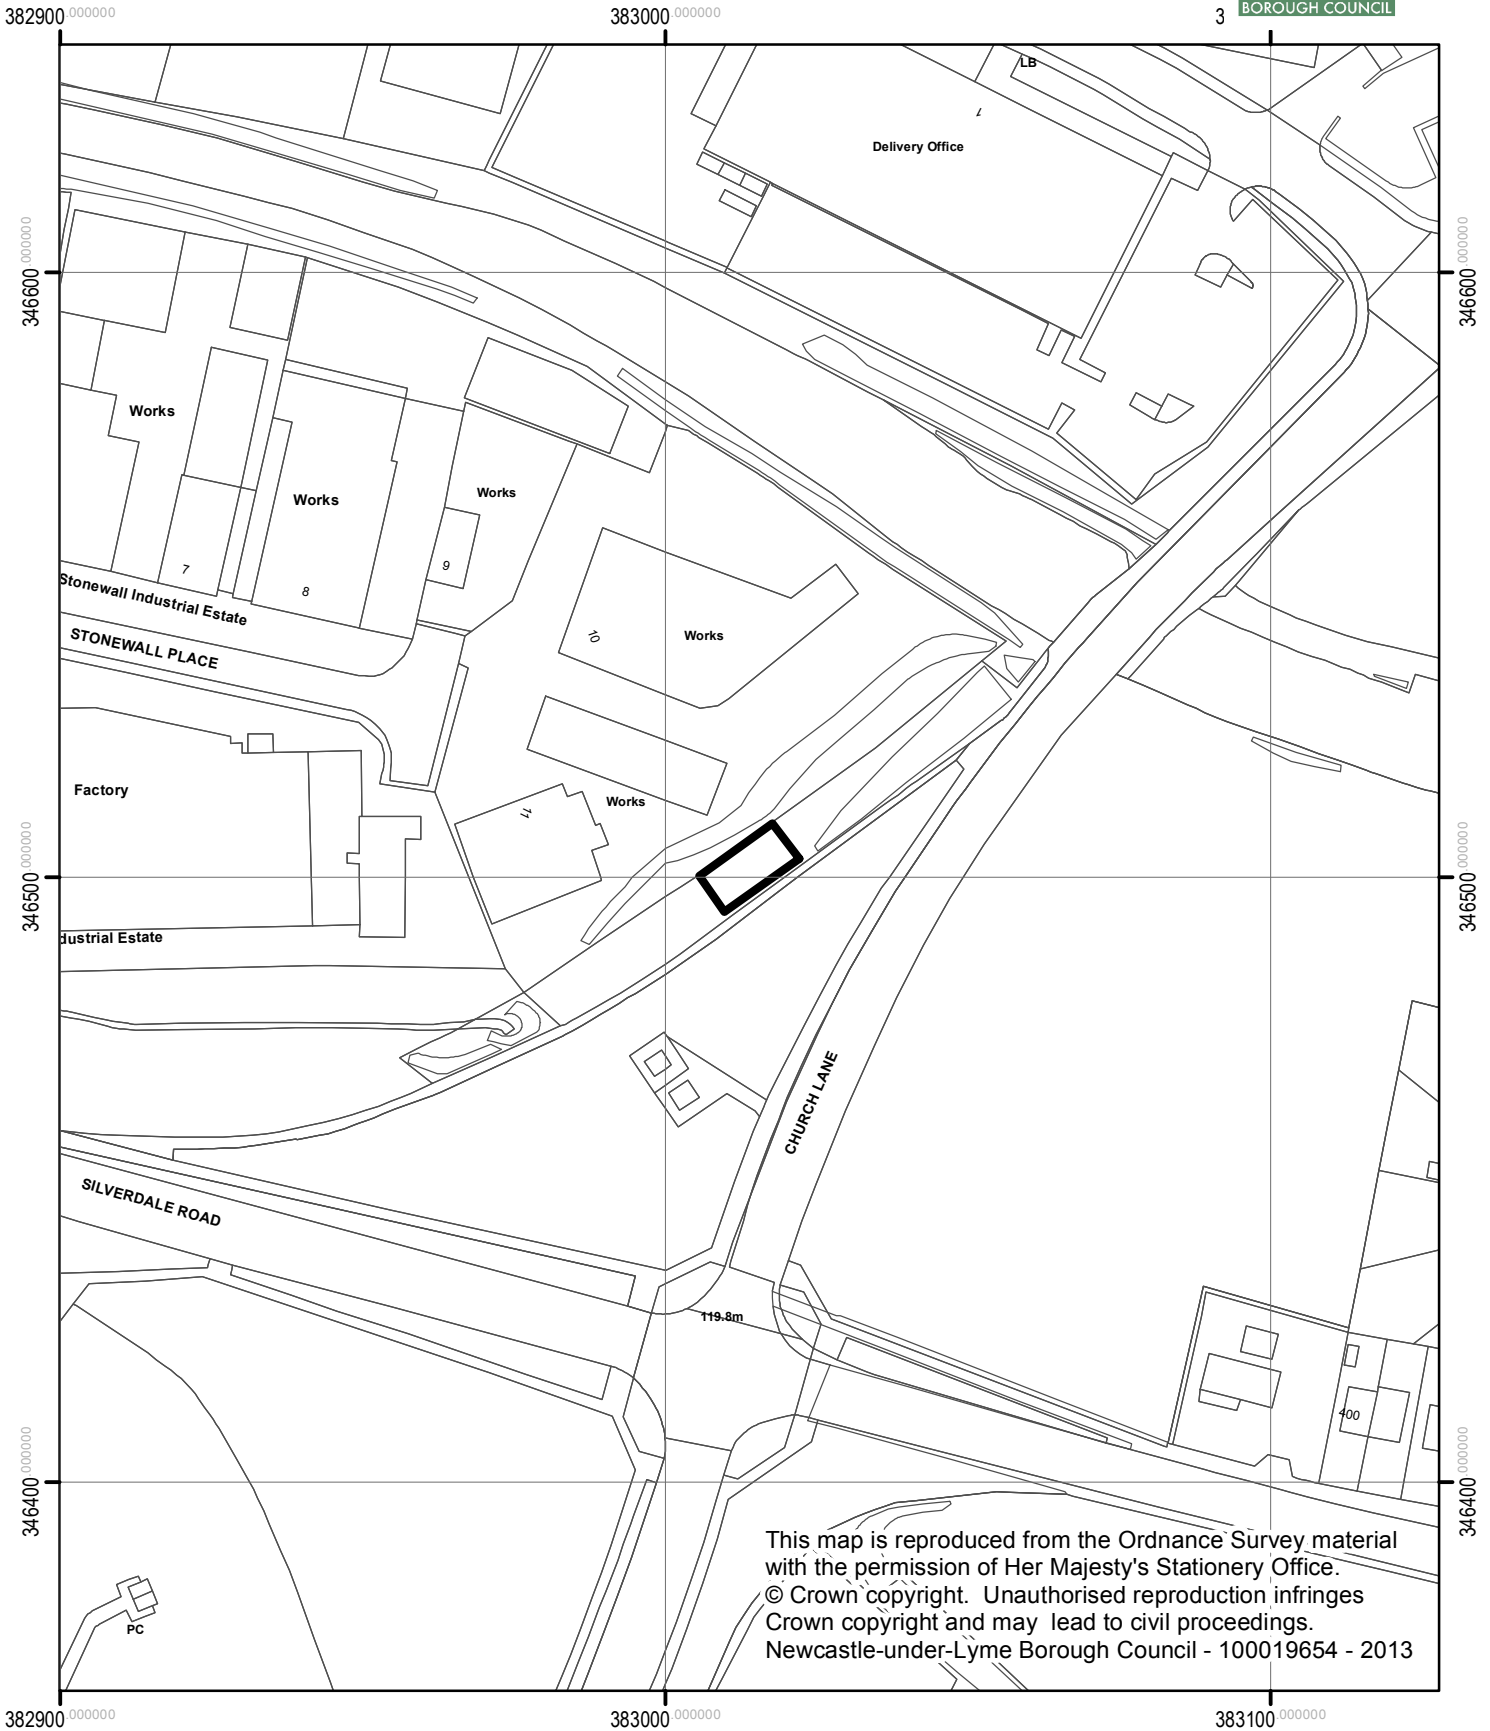 382900.000000
383000.000000
3
BOROUGH COUNCIL
LB
1
Delivery Office
346600.000000
346600.000000
Works
Works
Works
7
8
9
Stonewall Industrial Estate
STONEWALL PLACE
10
Works
Factory
11
Works
346500.000000
346500.000000
dustrial Estate
CHURCH LANE
SILVERDALE ROAD
119.8m
400
346400.000000
346400.000000
This map is reproduced from the Ordnance Survey material
with the permission of Her Majesty's Stationery Office.
© Crown copyright. Unauthorised reproduction infringes
Crown copyright and may lead to civil proceedings.
Newcastle-under-Lyme Borough Council - 100019654 - 2013
PC
382900.000000
383000.000000
383100.000000